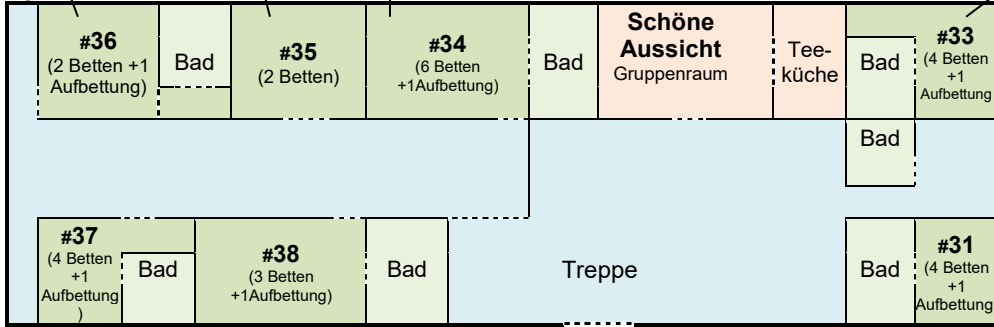 #36
(2 Betten +1
Aufbettung)
Bad
#35
(2 Betten)
#34
(6 Betten
+1Aufbettung)
Bad
Schöne
Aussicht
Gruppenraum
Tee-
küche
Bad
#33
(4 Betten
+1
Aufbettung
Bad
#37
(4 Betten
+1
Aufbettung
)
Bad
#38
(3 Betten
+1Aufbettung)
Bad
Treppe
Bad
#31
(4 Betten
+1
Aufbettung